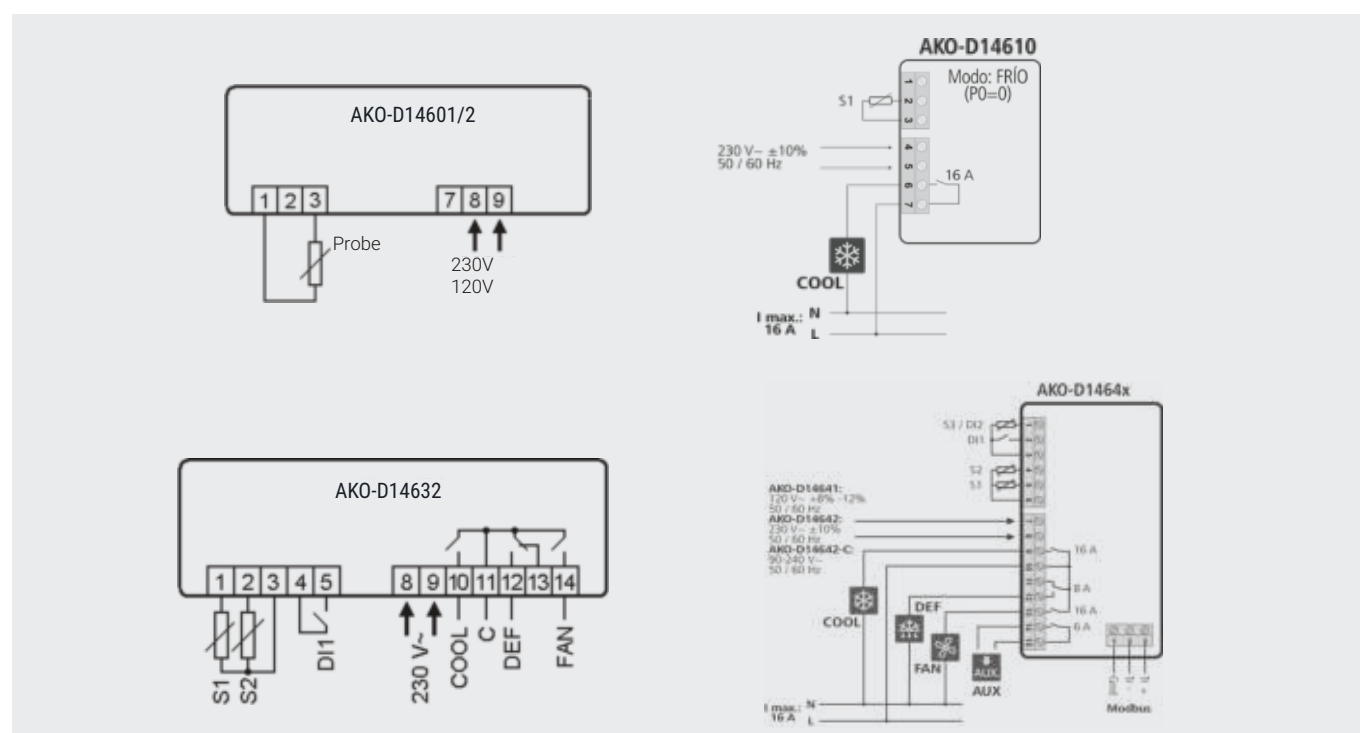 AKO-D14601/2
1 2 3
7 8 9
Probe
230V
120V
AKO-D14610
Modo: FRÍO
(P0=0)
1
2
3
4
5
6
7
S1
230 V~ ±10%
50 / 60 Hz
16 A
COOL
I max.:
16 A
N
L
AKO-D14632
1 2 3 4 5
8 9 10 11 12 13 14
S1
S2
DI1
230 V~
COOL
C
DEF
FAN
AKO-D1464x
S3 / DI2
DI1
S2
S1
AKO-D14641:
120 V~ +8% -12%
50 / 60 Hz
AKO-D14642:
230 V~ ±10%
50 / 60 Hz
AKO-D14642-C:
90-240 V~
50 / 60 Hz
16 A
8 A
16 A
6 A
COOL
DEF
FAN
AUX
AUX
Gnd
Modbus
I max.:
16 A
N
L